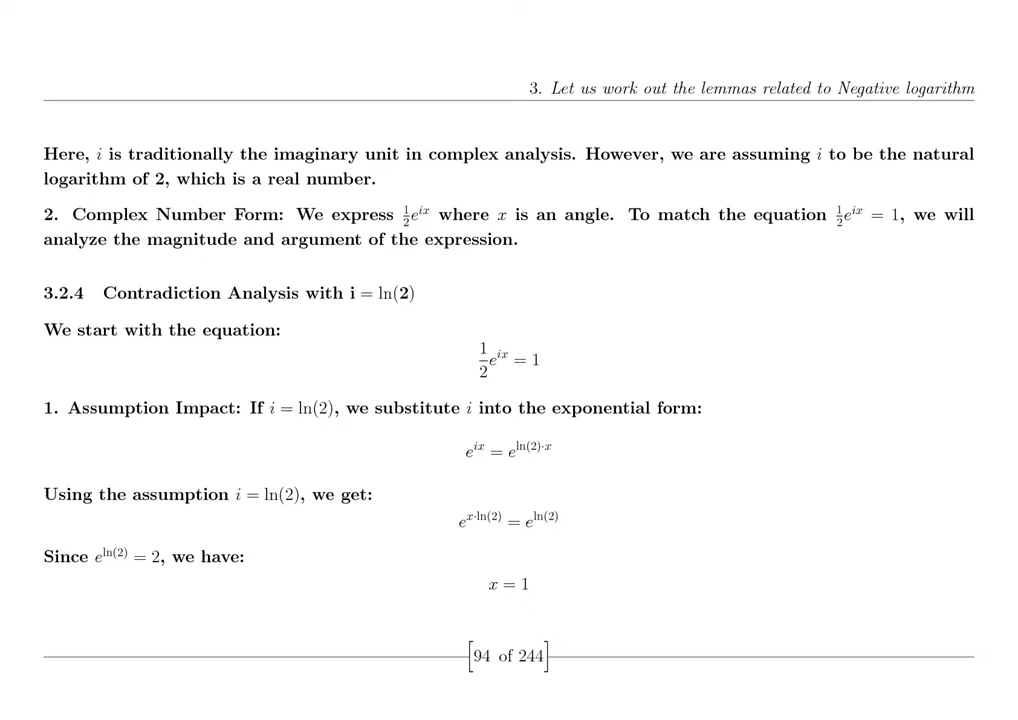 3. Let us work out the lemmas related to Negative logarithm
Here, i is traditionally the imaginary unit in complex analysis. However, we are assuming i to be the natural
logarithm of 2, which is a real number.
2. Complex Number Form: We express \frac{1}{2}e^{ix} where x is an angle. To match the equation \frac{1}{2}e^{ix} = 1, we will
analyze the magnitude and argument of the expression.
3.2.4 Contradiction Analysis with i = ln(2)
We start with the equation:
\frac{1}{2}e^{ix} = 1
1. Assumption Impact: If i = ln(2), we substitute i into the exponential form:
e^{ix} = e^{ln(2)·x}
Using the assumption i = ln(2), we get:
e^{x·ln(2)} = e^{ln(2)}
Since e^{ln(2)} = 2, we have:
x = 1
[94 of 244]